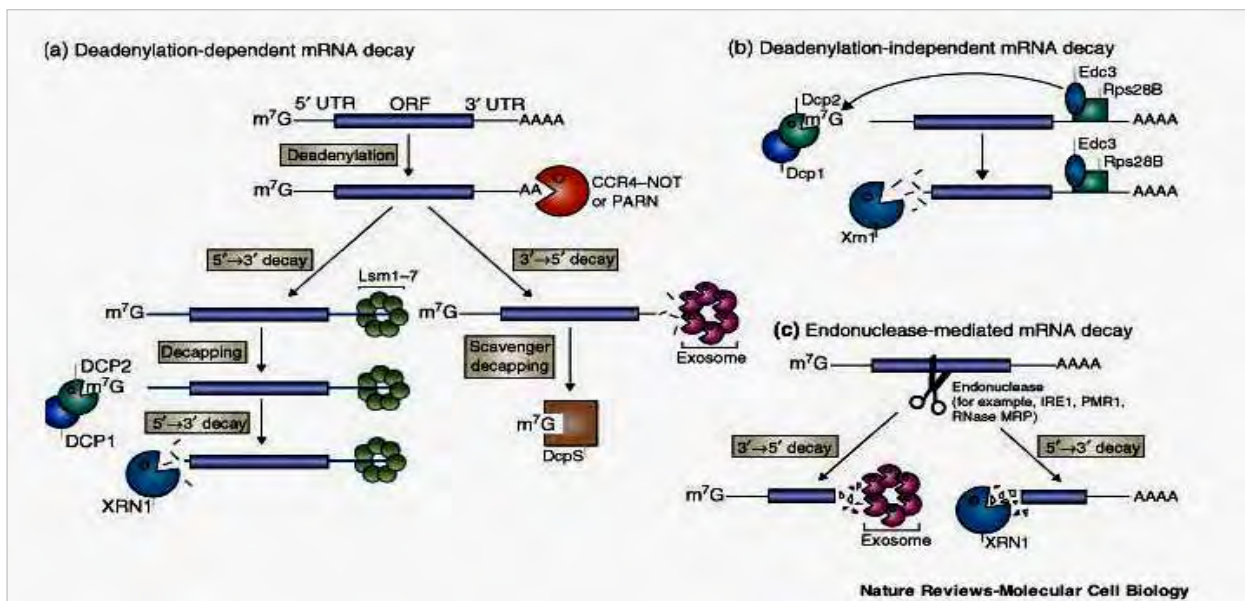 (a) Deadenylation-dependent mRNA decay
5′ UTR ORF 3′ UTR
m⁷G AAAA
Deadenylation
m⁷G AA
CCR4–NOT
or PARN
5′→3′ decay
3′→5′ decay
Lsm1–7
m⁷G
Decapping
DCP2
m⁷G
DCP1
5′→3′ decay
XRN1
m⁷G
Exosome
Scavenger
decapping
m⁷G
DcpS
(b) Deadenylation-independent mRNA decay
Edc3
Rps28B
Dcp2
m⁷G AAAA
Dcp1
Edc3
Rps28B
AAAA
Xrn1
(c) Endonuclease-mediated mRNA decay
m⁷G AAAA
Endonuclease
(for example, IRE1, PMR1,
RNase MRP)
3′→5′ decay
5′→3′ decay
m⁷G
Exosome
AAAA
XRN1
Nature Reviews-Molecular Cell Biology